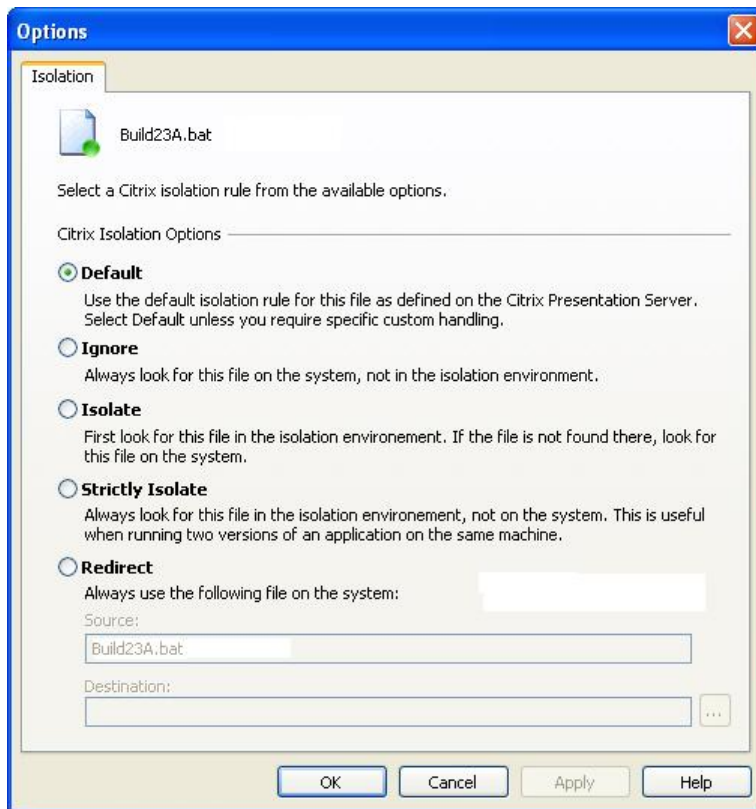 Options
Isolation
Build23A.bat
Select a Citrix isolation rule from the available options.
Citrix Isolation Options
Default
Use the default isolation rule for this file as defined on the Citrix Presentation Server.
Select Default unless you require specific custom handling.
Ignore
Always look for this file on the system, not in the isolation environment.
Isolate
First look for this file in the isolation environement. If the file is not found there, look for
this file on the system.
Strictly Isolate
Always look for this file in the isolation environement, not on the system. This is useful
when running two versions of an application on the same machine.
Redirect
Always use the following file on the system:
Source:
Build23A.bat
Destination:
...
OK Cancel Apply Help